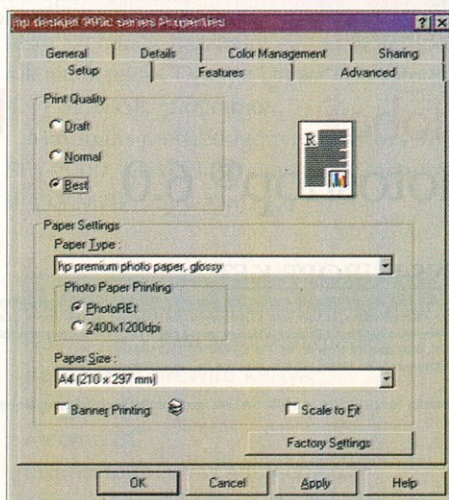 hp deskjet 995c series Properties
General Details Color Management Sharing
Setup Features Advanced
Print Quality
Draft
Normal
Best
R
Paper Settings
Paper Type :
hp premium photo paper, glossy
Photo Paper Printing
PhotoREt
2400x1200dpi
Paper Size :
A4 (210 x 297 mm)
Banner Printing Scale to Fit
Factory Settings
OK Cancel Apply Help